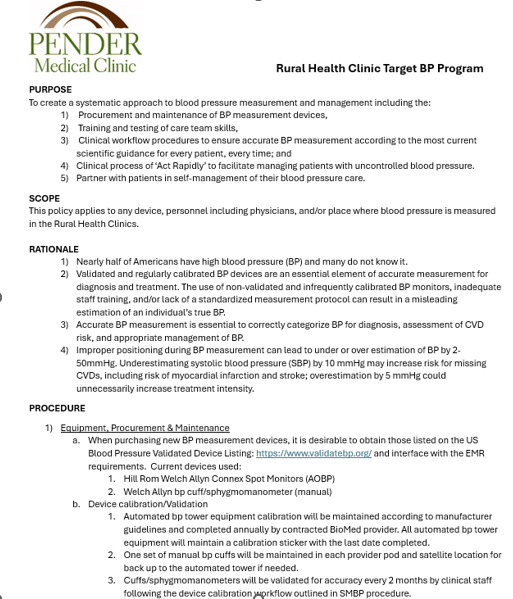 PENDER
Medical Clinic
Rural Health Clinic Target BP Program
PURPOSE
To create a systematic approach to blood pressure measurement and management including the:
1) Procurement and maintenance of BP measurement devices,
2) Training and testing of care team skills,
3) Clinical workflow procedures to ensure accurate BP measurement according to the most current
scientific guidance for every patient, every time; and
4) Clinical process of 'Act Rapidly' to facilitate managing patients with uncontrolled blood pressure.
5) Partner with patients in self-management of their blood pressure care.
SCOPE
This policy applies to any device, personnel including physicians, and/or place where blood pressure is measured
in the Rural Health Clinics.
RATIONALE
1) Nearly half of Americans have high blood pressure (BP) and many do not know it.
2) Validated and regularly calibrated BP devices are an essential element of accurate measurement for
diagnosis and treatment. The use of non-validated and infrequently calibrated BP monitors, inadequate
staff training, and/or lack of a standardized measurement protocol can result in a misleading
estimation of an individual's true BP.
3) Accurate BP measurement is essential to correctly categorize BP for diagnosis, assessment of CVD
risk, and appropriate management of BP.
4) Improper positioning during BP measurement can lead to under or over estimation of BP by 2-
50mmHg. Underestimating systolic blood pressure (SBP) by 10 mmHg may increase risk for missing
CVDs, including risk of myocardial infarction and stroke; overestimation by 5 mmHg could
unnecessarily increase treatment intensity.
PROCEDURE
1) Equipment, Procurement & Maintenance
a. When purchasing new BP measurement devices, it is desirable to obtain those listed on the US
Blood Pressure Validated Device Listing: https://www.validatebp.org/ and interface with the EMR
requirements. Current devices used:
1. Hill Rom Welch Allyn Connex Spot Monitors (AOBP)
2. Welch Allyn bp cuff/sphygmomanometer (manual)
b. Device calibration/Validation
1. Automated bp tower equipment calibration will be maintained according to manufacturer
guidelines and completed annually by contracted BioMed provider. All automated bp tower
equipment will maintain a calibration sticker with the last date completed.
2. One set of manual bp cuffs will be maintained in each provider pod and satellite location for
back up to the automated tower if needed.
3. Cuffs/sphygmomanometers will be validated for accuracy every 2 months by clinical staff
following the device calibration workflow outlined in SMBP procedure.